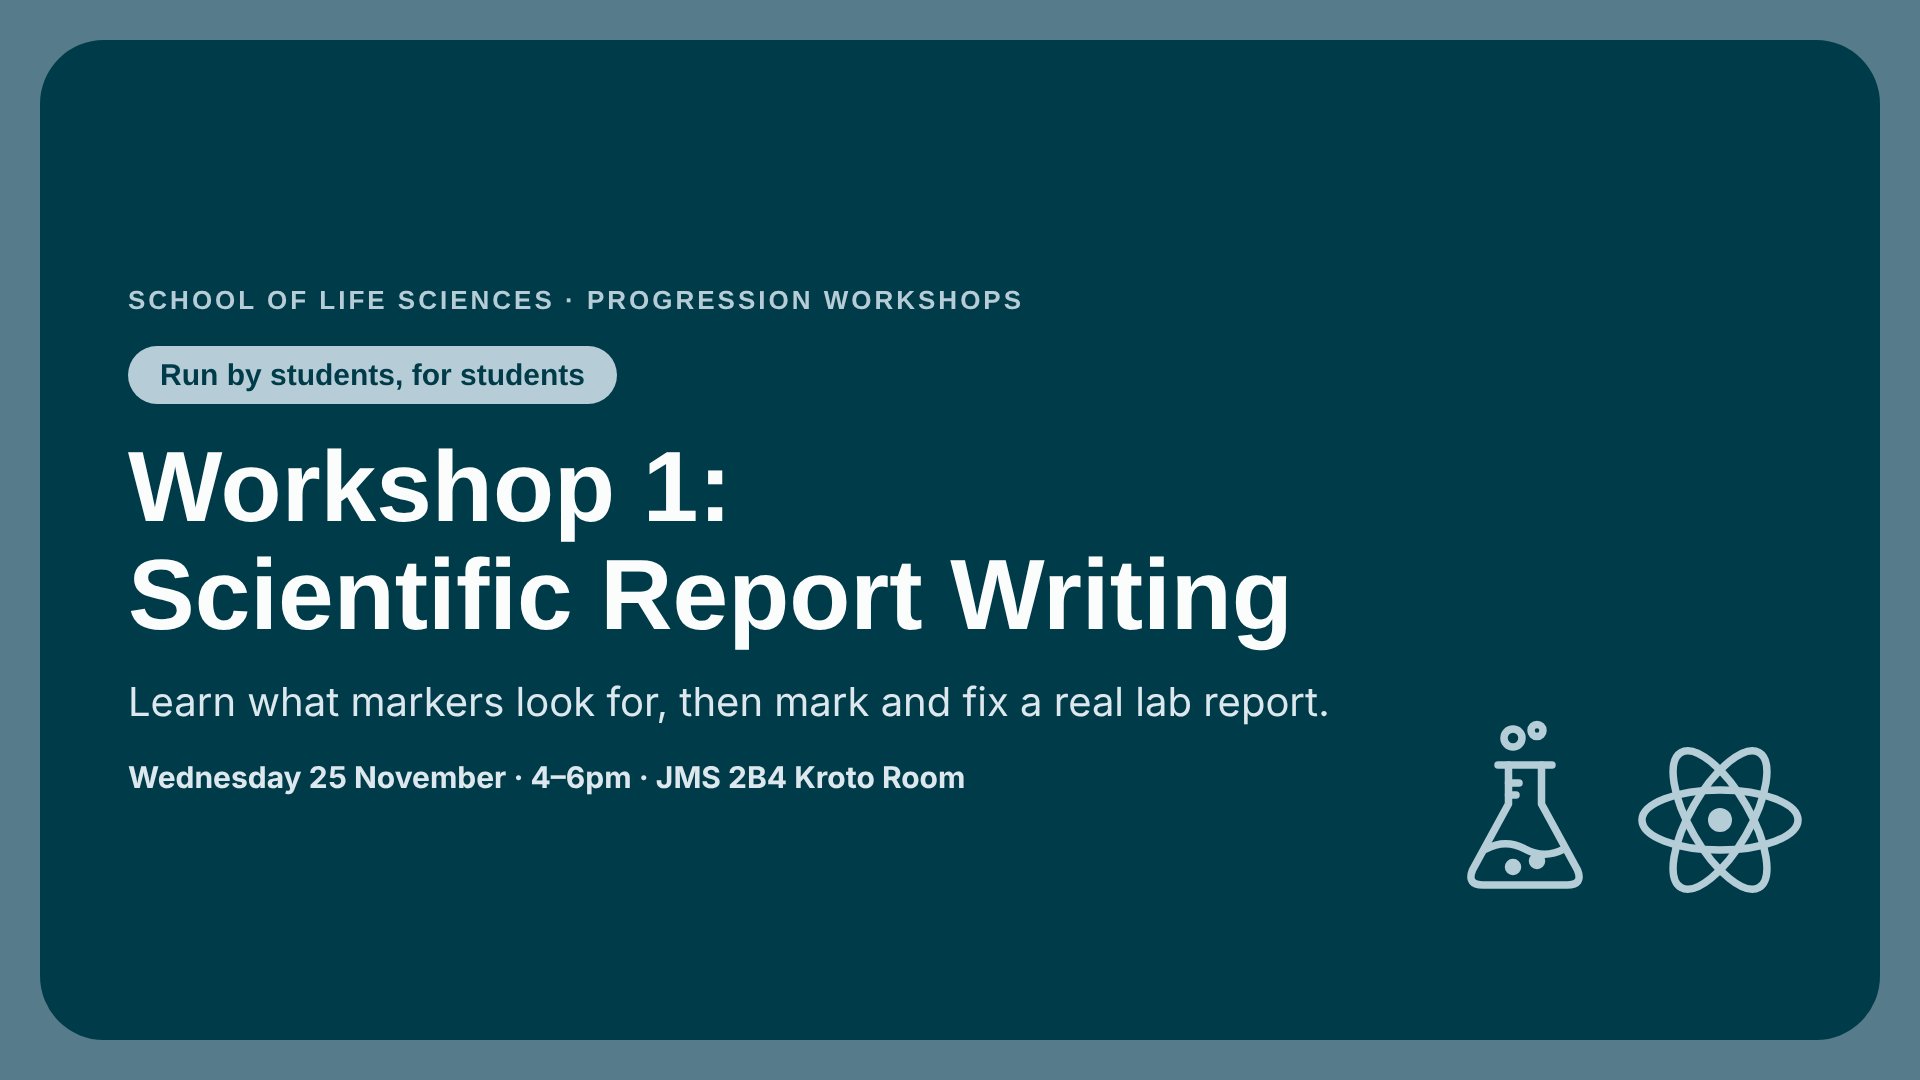 SCHOOL OF LIFE SCIENCES · PROGRESSION WORKSHOPS
Run by students, for students
Workshop 1:
Scientific Report Writing
Learn what markers look for, then mark and fix a real lab report.
Wednesday 25 November · 4–6pm · JMS 2B4 Kroto Room